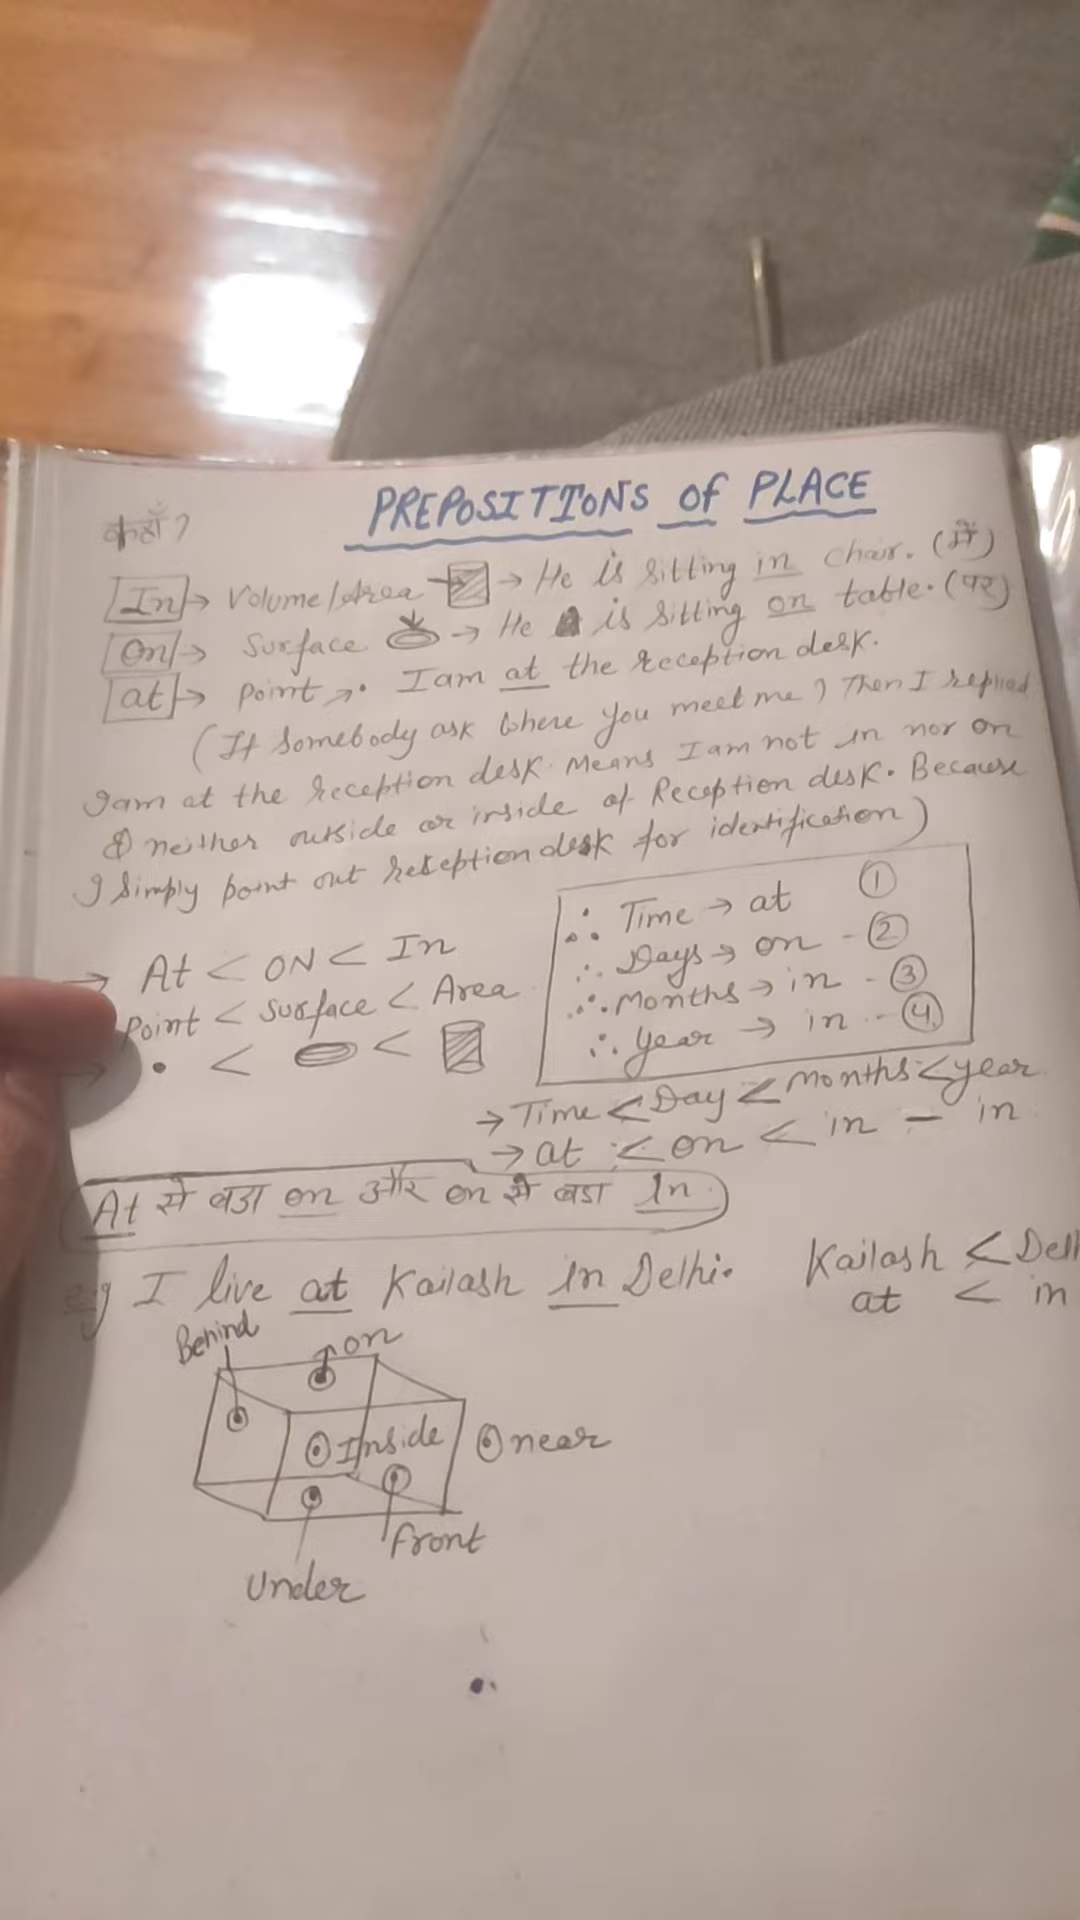 PREPOSITIONS of PLACE
कहाँ ?
In → Volume/Area → → He is sitting in chair. (में)
On → Surface → He is sitting on table. (पर)
at → Point → • I am at the reception desk.
(If Somebody ask Where you meet me ? Then I replied
I am at the reception desk. Means I am not in nor on
neither outside or inside of Reception desk. Because
I simply point out reception desk for identification)
∴ Time → at ①
∴ Days → on - ②
∴ Months → in - ③
∴ year → in - ④
→ At < ON < In
Point < Surface < Area
→ • < <
→ Time < Day < Months < year
→ at < on < in - in
At से बडा on और on से बडा In.
e.g I live at Kailash in Delhi.
Kailash < Delh
at < in
Behind
on
Inside
near
Front
Under